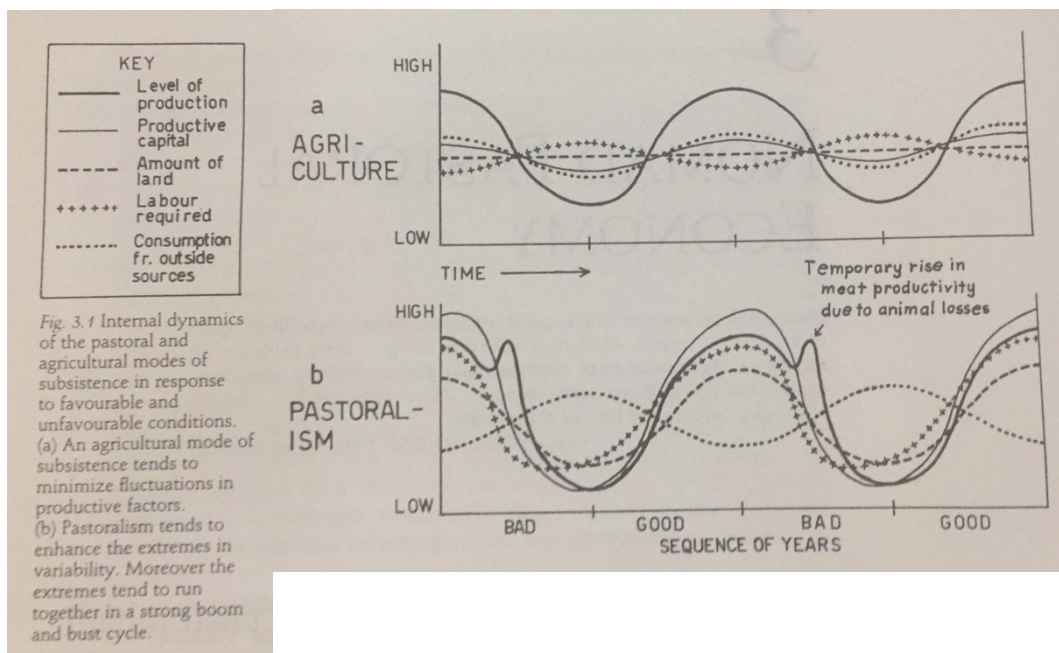 KEY
Level of
production
Productive
capital
Amount of
land
Labour
required
Consumption
fr. outside
sources
Fig. 3.1 Internal dynamics
of the pastoral and
agricultural modes of
subsistence in response
to favourable and
unfavourable conditions.
(a) An agricultural mode of
subsistence tends to
minimize fluctuations in
productive factors.
(b) Pastoralism tends to
enhance the extremes in
variability. Moreover the
extremes tend to run
together in a strong boom
and bust cycle.
HIGH
a
AGRI-
CULTURE
LOW
TIME
Temporary rise in
meat productivity
due to animal losses
HIGH
b
PASTORAL-
ISM
LOW
BAD GOOD BAD GOOD
SEQUENCE OF YEARS